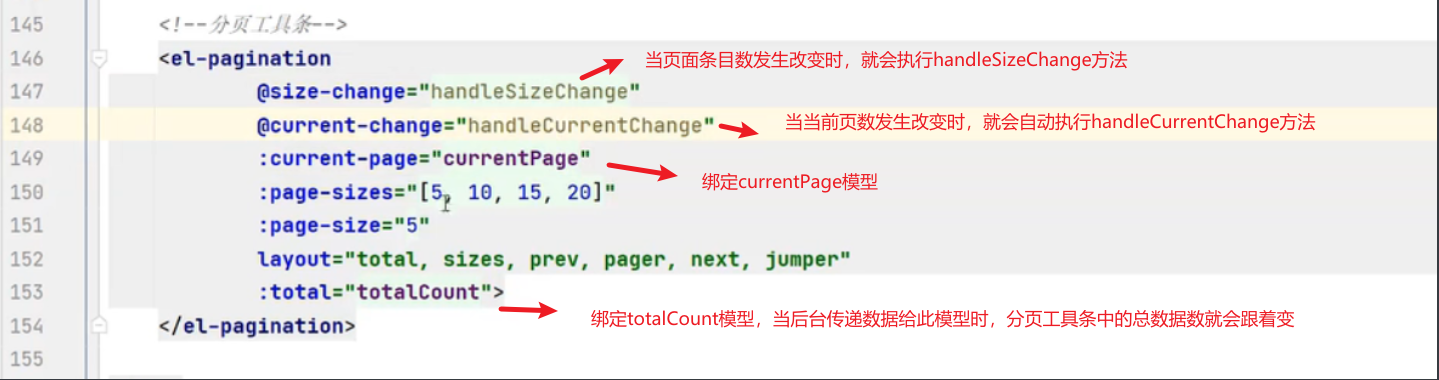 145 <!--分页工具条-->
146 <el-pagination 当页面条目数发生改变时，就会执行handleSizeChange方法
147 @size-change="handleSizeChange"
148 @current-change="handleCurrentChange" 当当前页数发生改变时，就会自动执行handleCurrentChange方法
149 :current-page="currentPage"
绑定currentPage模型
150 :page-sizes="[5, 10, 15, 20]"
151 :page-size="5"
152 layout="total, sizes, prev, pager, next, jumper"
153 :total="totalCount">
绑定totalCount模型，当后台传递数据给此模型时，分页工具条中的总数据数就会跟着变
154 </el-pagination>
155